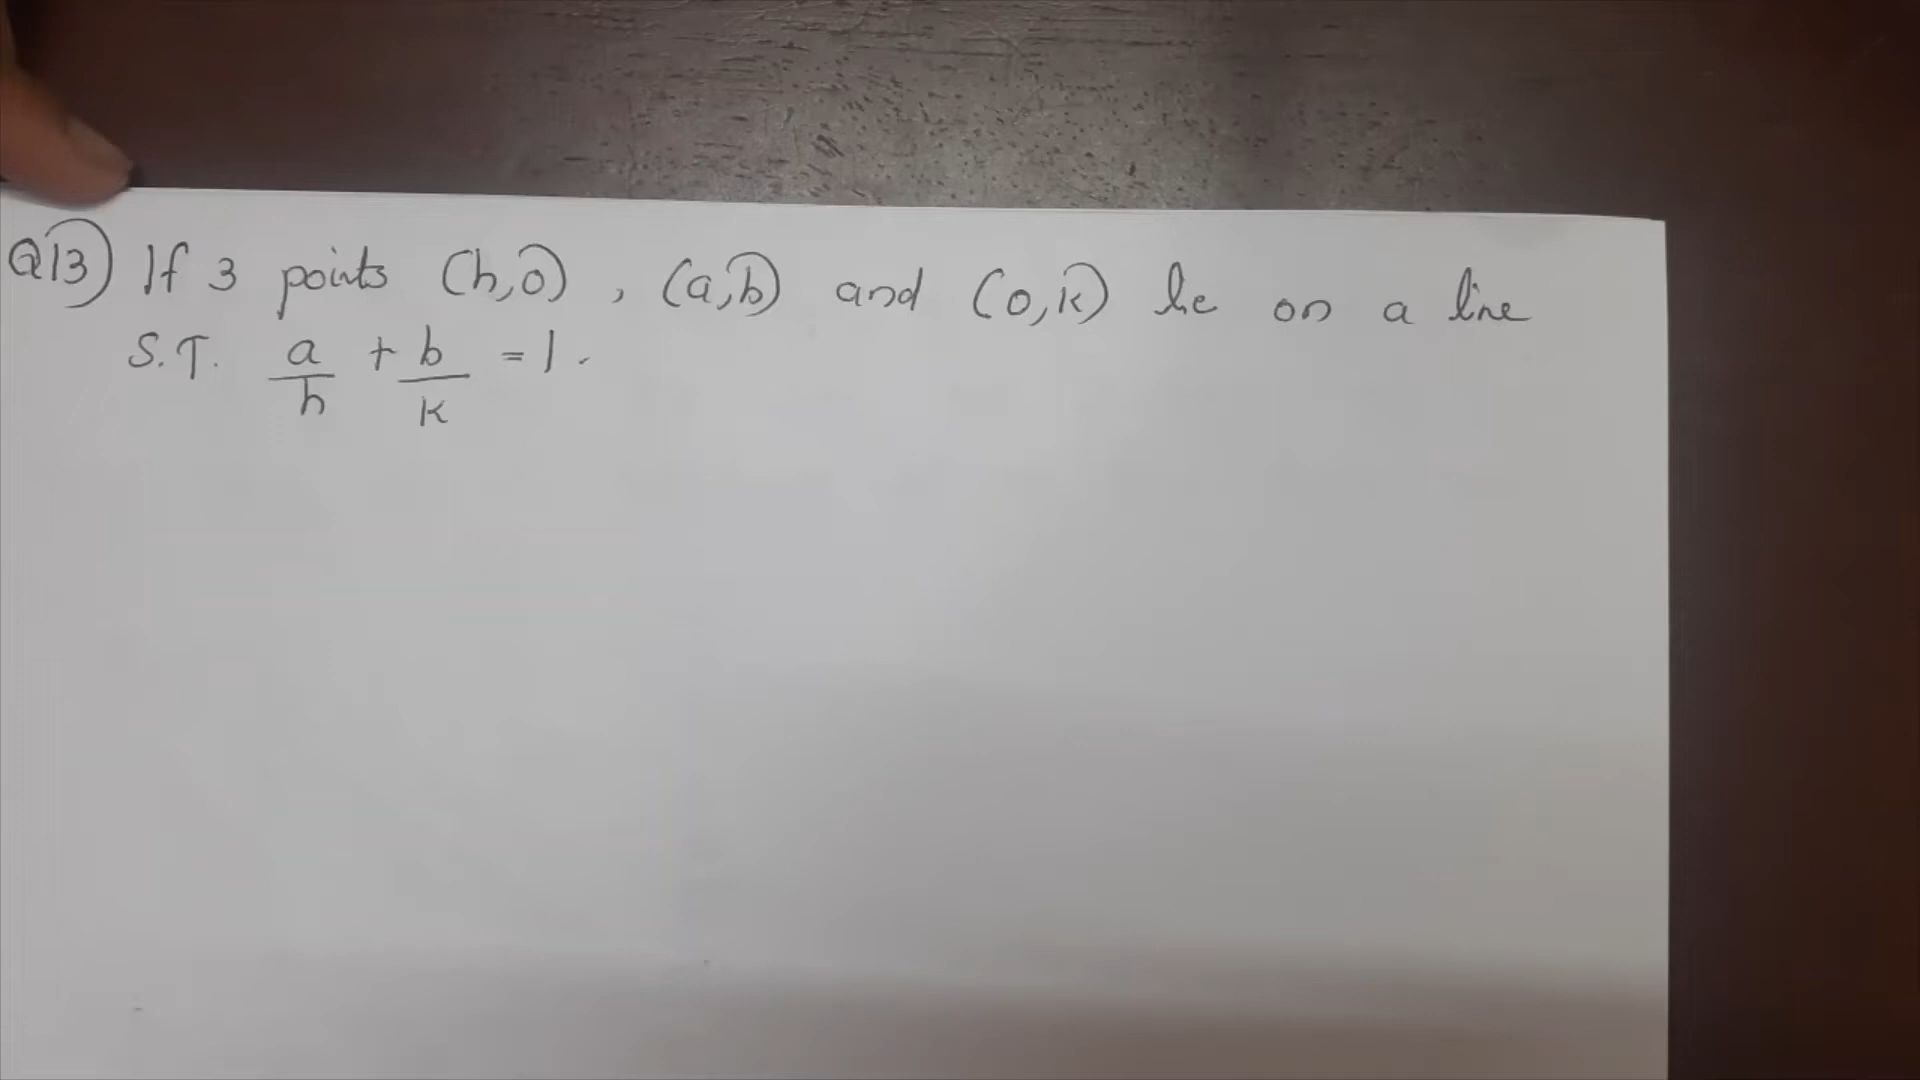 Q13) If 3 points (h,0), (a,b) and (0,k) lie on a line
S.T. a/h + b/k = 1.